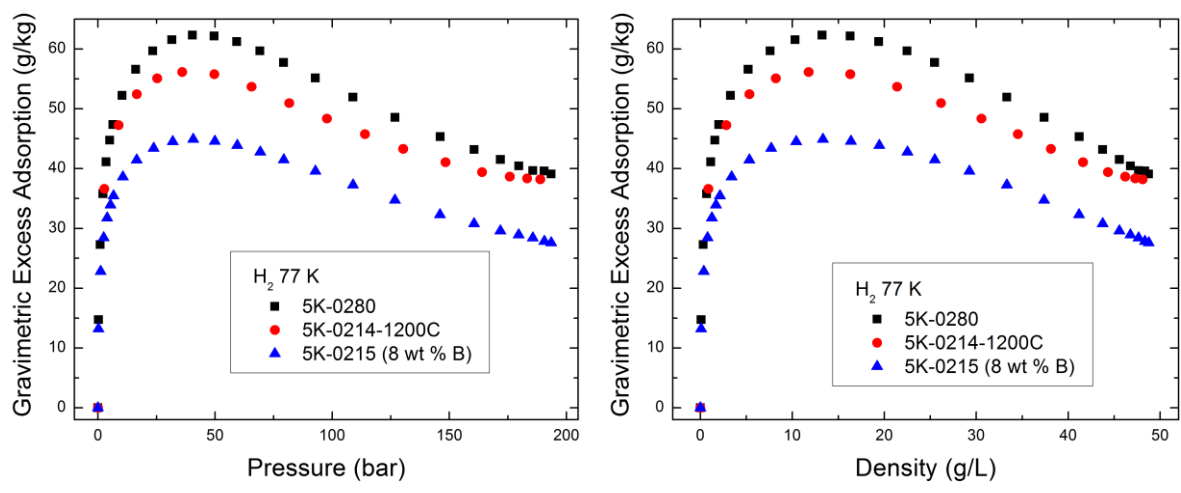 Gravimetric Excess Adsorption (g/kg)
60
50
40
30
20
10
0
H2 77 K
5K-0280
5K-0214-1200C
5K-0215 (8 wt % B)
0 50 100 150 200
Pressure (bar)
Gravimetric Excess Adsorption (g/kg)
60
50
40
30
20
10
0
H2 77 K
5K-0280
5K-0214-1200C
5K-0215 (8 wt % B)
0 10 20 30 40 50
Density (g/L)